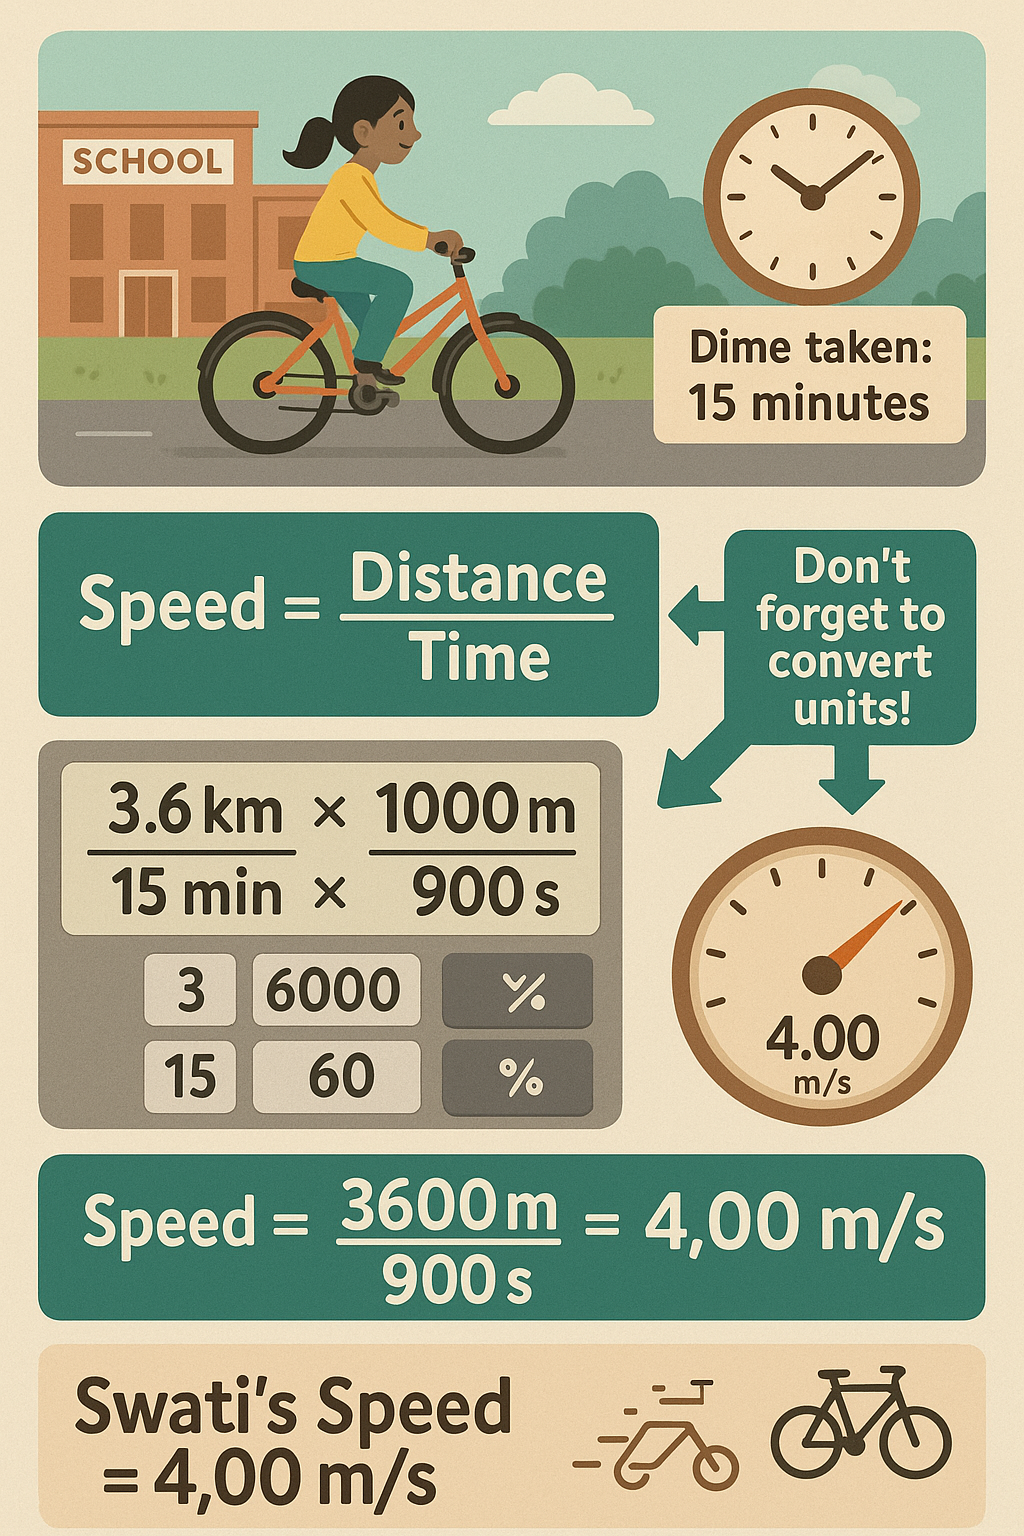 SCHOOL
Dime taken:
15 minutes
Speed = Distance
Time
Don't
forget to
convert
units!
3.6 km × 1000 m
15 min × 900 s
3 6000 %
15 60 %
4.00
m/s
Speed = 3600 m = 4,00 m/s
900 s
Swati's Speed
= 4,00 m/s